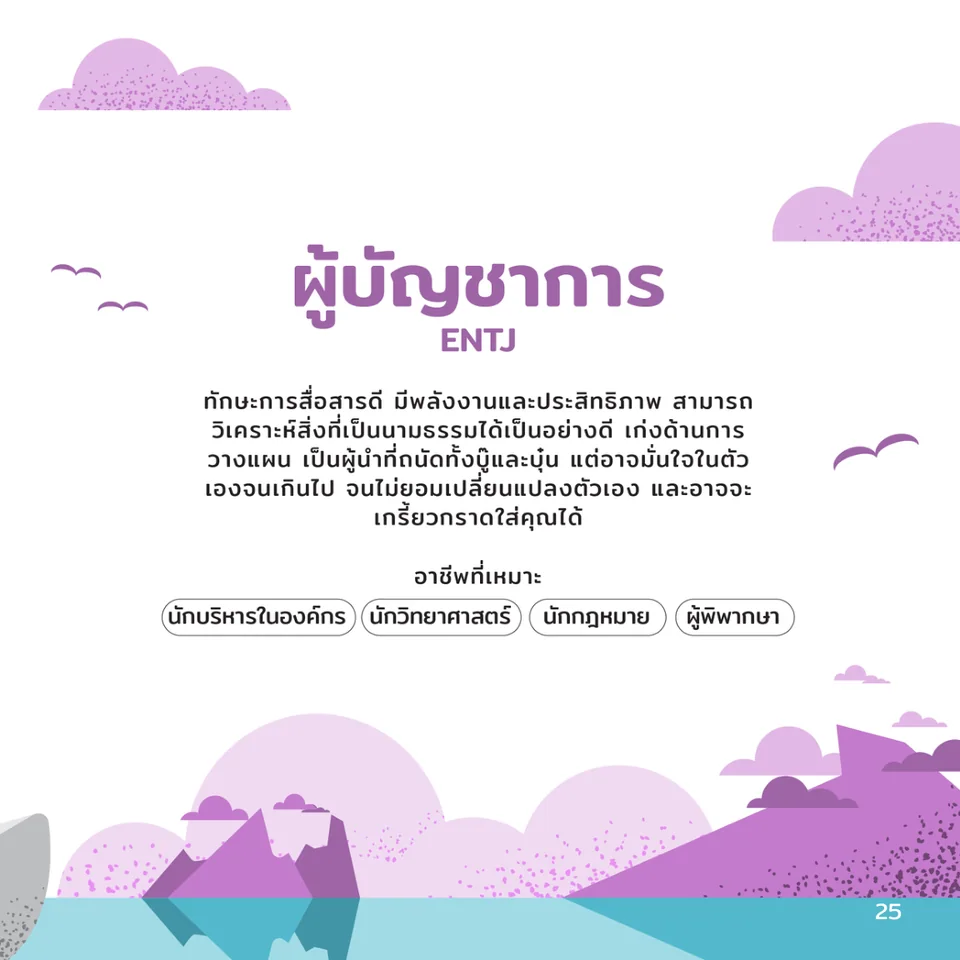 ผู้บัญชาการ
ENTJ
ทักษะการสื่อสารดี มีพลังงานและประสิทธิภาพ สามารถ
วิเคราะห์สิ่งที่เป็นนามธรรมได้เป็นอย่างดี เก่งด้านการ
วางแผน เป็นผู้นำที่ถนัดทั้งบู๊และบุ๋น แต่อาจมั่นใจในตัว
เองจนเกินไป จนไม่ยอมเปลี่ยนแปลงตัวเอง และอาจจะ
เกรี้ยวกราดใส่คุณได้
อาชีพที่เหมาะ
นักบริหารในองค์กร นักวิทยาศาสตร์ นักกฎหมาย ผู้พิพากษา
25